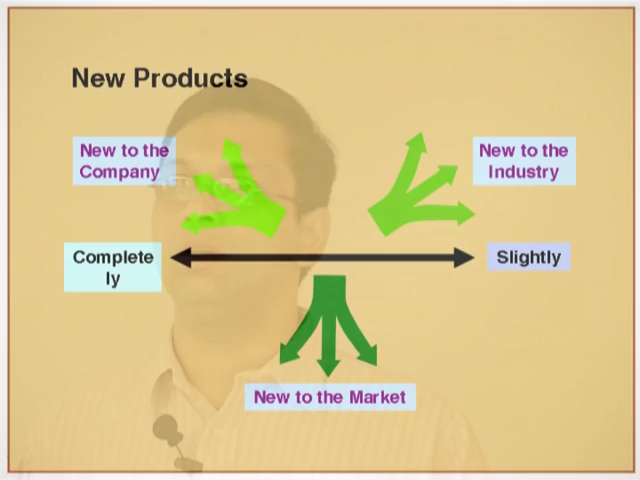 New Products
New to the
Company
New to the
Industry
Complete
ly
Slightly
New to the Market